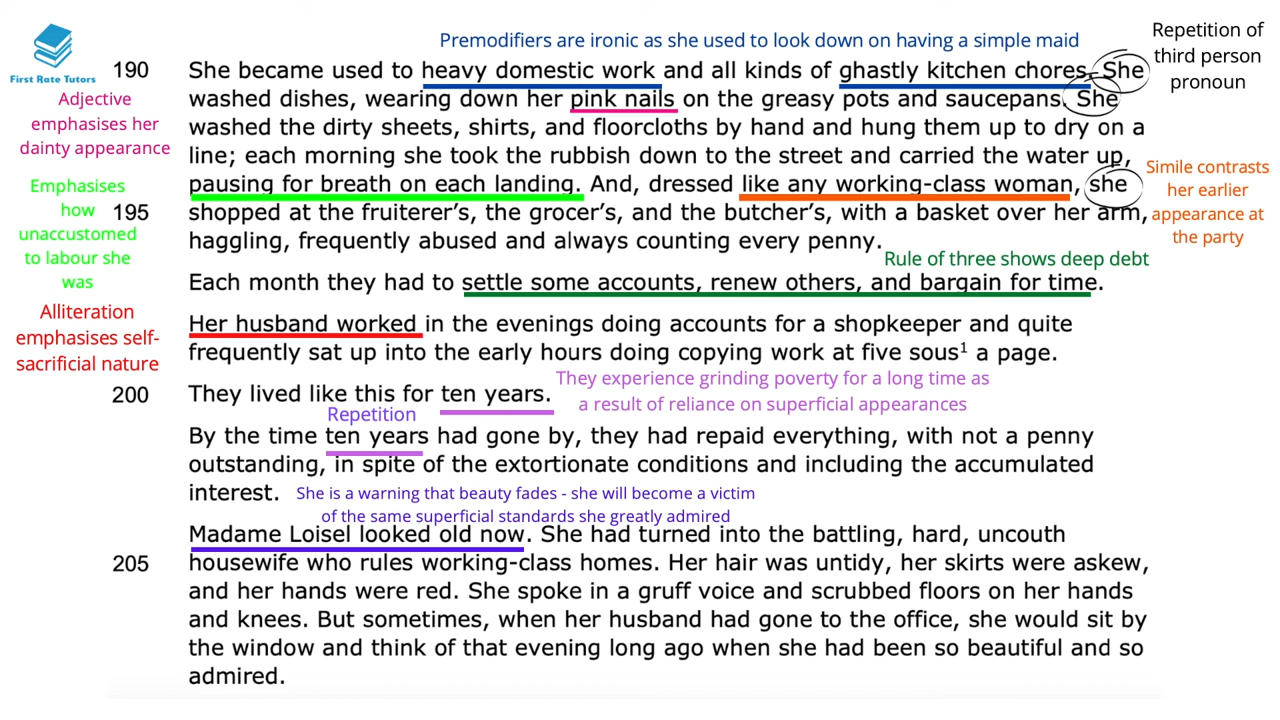 Premodifiers are ironic as she used to look down on having a simple maid
Repetition of
third person
pronoun
First Rate Tutors
190
She became used to heavy domestic work and all kinds of ghastly kitchen chores. She
washed dishes, wearing down her pink nails on the greasy pots and saucepans. She
washed the dirty sheets, shirts, and floorcloths by hand and hung them up to dry on a
line; each morning she took the rubbish down to the street and carried the water up,
pausing for breath on each landing. And, dressed like any working-class woman, she
195
shopped at the fruiterer's, the grocer's, and the butcher's, with a basket over her arm,
haggling, frequently abused and always counting every penny.
Adjective
emphasises her
dainty appearance
Emphasises
how
unaccustomed
to labour she
was
Simile contrasts
her earlier
appearance at
the party
Rule of three shows deep debt
Each month they had to settle some accounts, renew others, and bargain for time.
Alliteration
emphasises self-
sacrificial nature
Her husband worked in the evenings doing accounts for a shopkeeper and quite
frequently sat up into the early hours doing copying work at five sous¹ a page.
200
They lived like this for ten years.
They experience grinding poverty for a long time as
a result of reliance on superficial appearances
Repetition
By the time ten years had gone by, they had repaid everything, with not a penny
outstanding, in spite of the extortionate conditions and including the accumulated
interest.
She is a warning that beauty fades - she will become a victim
of the same superficial standards she greatly admired
Madame Loisel looked old now. She had turned into the battling, hard, uncouth
205
housewife who rules working-class homes. Her hair was untidy, her skirts were askew,
and her hands were red. She spoke in a gruff voice and scrubbed floors on her hands
and knees. But sometimes, when her husband had gone to the office, she would sit by
the window and think of that evening long ago when she had been so beautiful and so
admired.